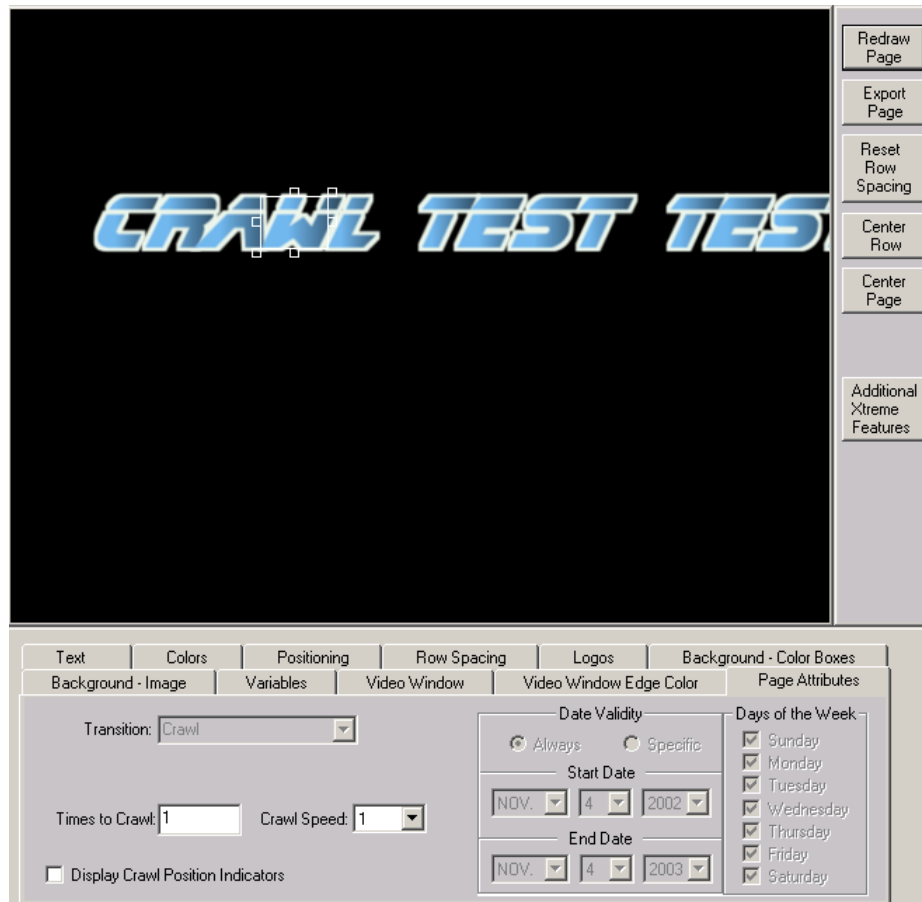 CRAWL TEST TEST
Redraw
Page
Export
Page
Reset
Row
Spacing
Center
Row
Center
Page
Additional
Xtreme
Features
Text Colors Positioning Row Spacing Logos Background - Color Boxes
Background - Image Variables Video Window Video Window Edge Color Page Attributes
Transition: Crawl
Times to Crawl: 1 Crawl Speed: 1
Display Crawl Position Indicators
Date Validity
Always Specific
Start Date
NOV. 4 2002
End Date
NOV. 4 2003
Days of the Week
Sunday
Monday
Tuesday
Wednesday
Thursday
Friday
Saturday